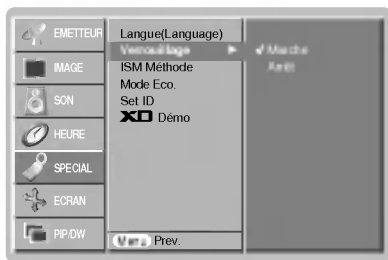 EMETTEUR
IMAGE
SON
HEURE
SPECIAL
ECRAN
PIP/DW
Langue(Language)
Verrouillage
ISM Méthode
Mode Eco.
Set ID
XD Démo
Prev.
Marche
Arrêt